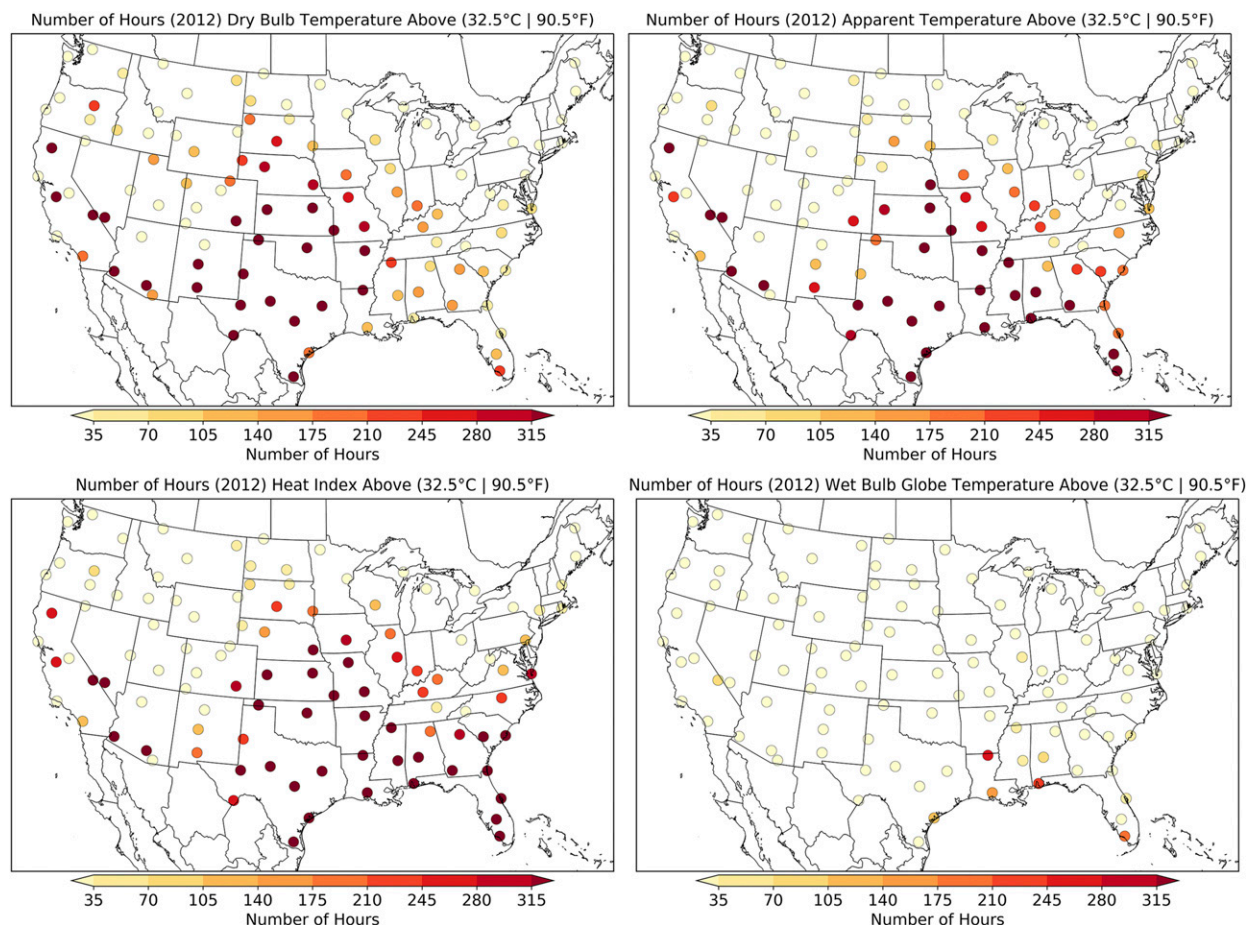 Number of Hours (2012) Dry Bulb Temperature Above (32.5°C | 90.5°F)
35 70 105 140 175 210 245 280 315
Number of Hours
Number of Hours (2012) Apparent Temperature Above (32.5°C | 90.5°F)
35 70 105 140 175 210 245 280 315
Number of Hours
Number of Hours (2012) Heat Index Above (32.5°C | 90.5°F)
35 70 105 140 175 210 245 280 315
Number of Hours
Number of Hours (2012) Wet Bulb Globe Temperature Above (32.5°C | 90.5°F)
35 70 105 140 175 210 245 280 315
Number of Hours